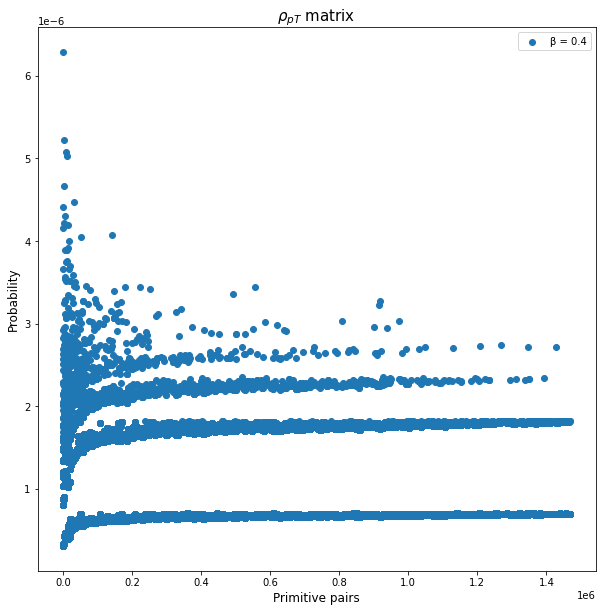 ρpT matrix
1e−6
β = 0.4
6
5
4
3
2
1
Probability
0.0 0.2 0.4 0.6 0.8 1.0 1.2 1.4
1e6
Primitive pairs